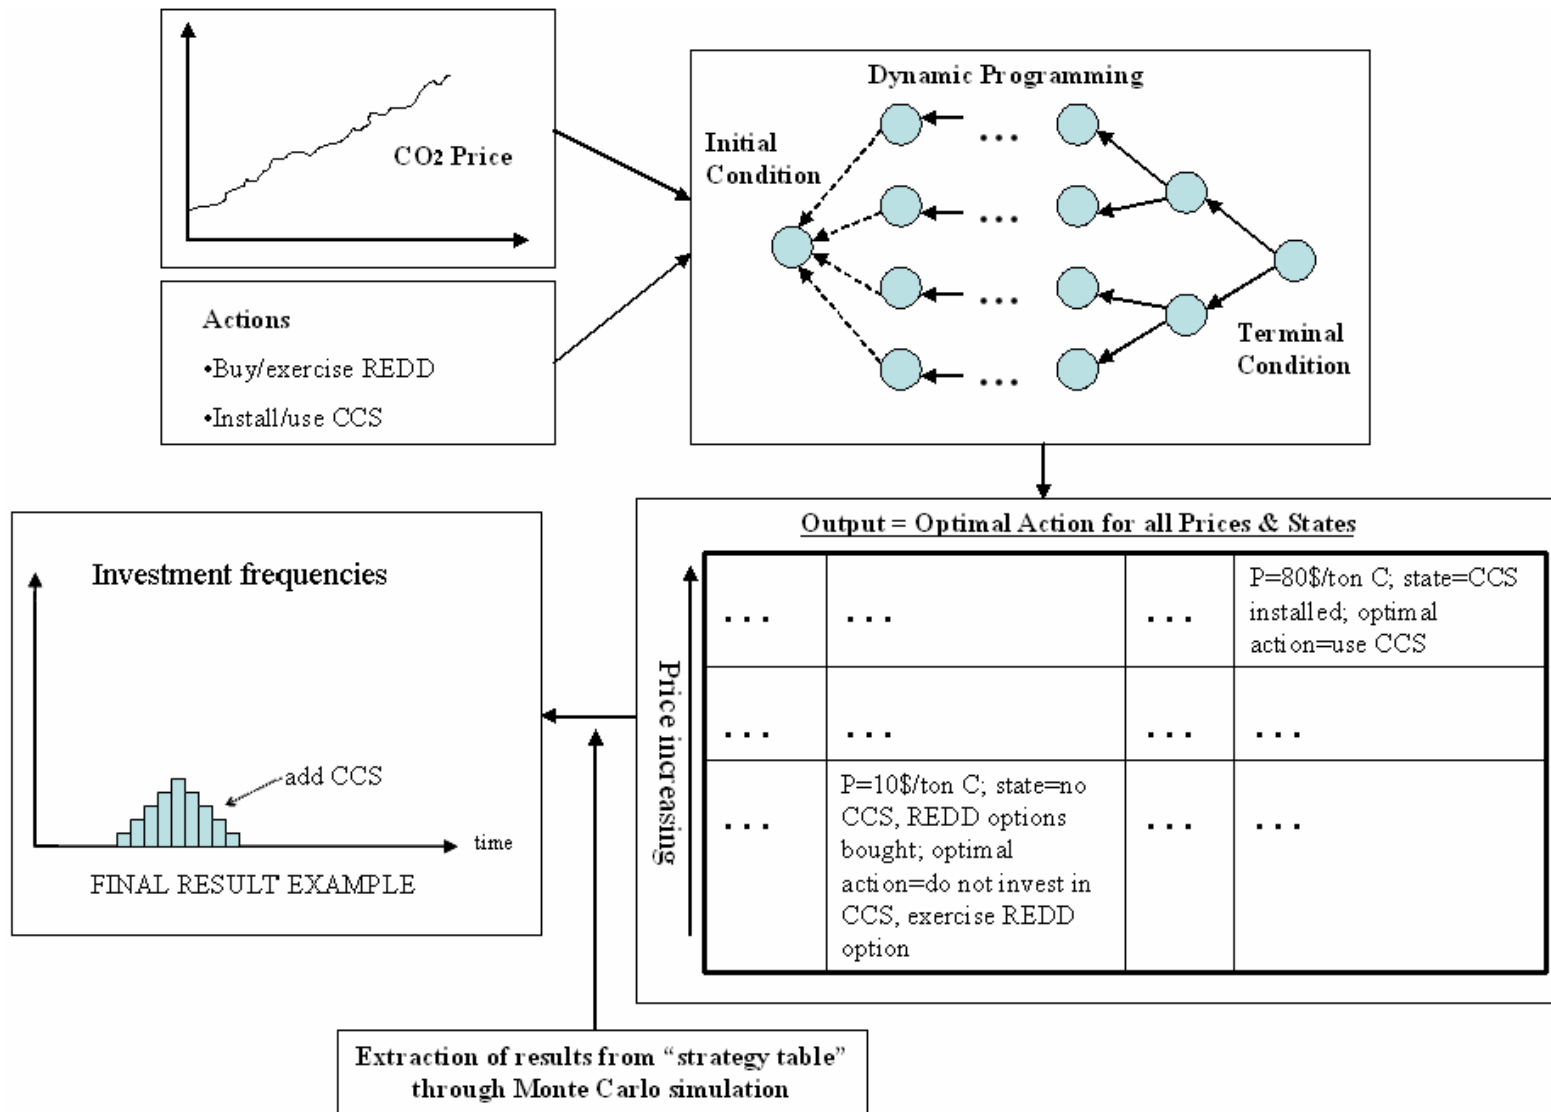 CO2 Price
Actions
•Buy/exercise REDD
•Install/use CCS
Dynamic Programming
Initial
Condition
...
...
...
...
Terminal
Condition
Output = Optimal Action for all Prices & States
Price increasing
...
...
...
P=80$/ton C; state=CCS
installed; optimal
action=use CCS
...
...
...
...
...
P=10$/ton C; state=no
CCS, REDD options
bought; optimal
action=do not invest in
CCS, exercise REDD
option
...
...
Investment frequencies
add CCS
time
FINAL RESULT EXAMPLE
Extraction of results from “strategy table”
through Monte Carlo simulation